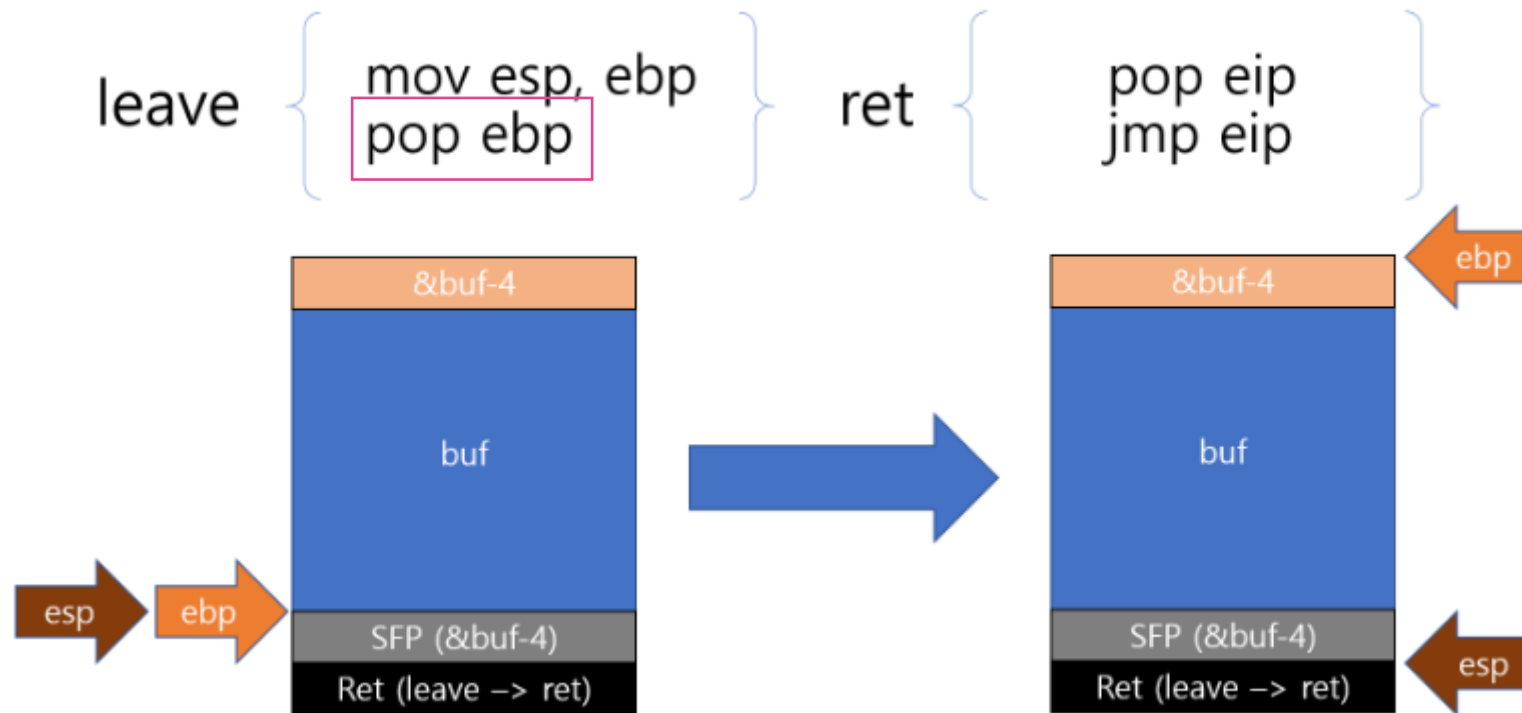 leave
mov esp, ebp
pop ebp
ret
pop eip
jmp eip
&buf-4
buf
esp
ebp
SFP (&buf-4)
Ret (leave –> ret)
ebp
&buf-4
buf
SFP (&buf-4)
esp
Ret (leave –> ret)